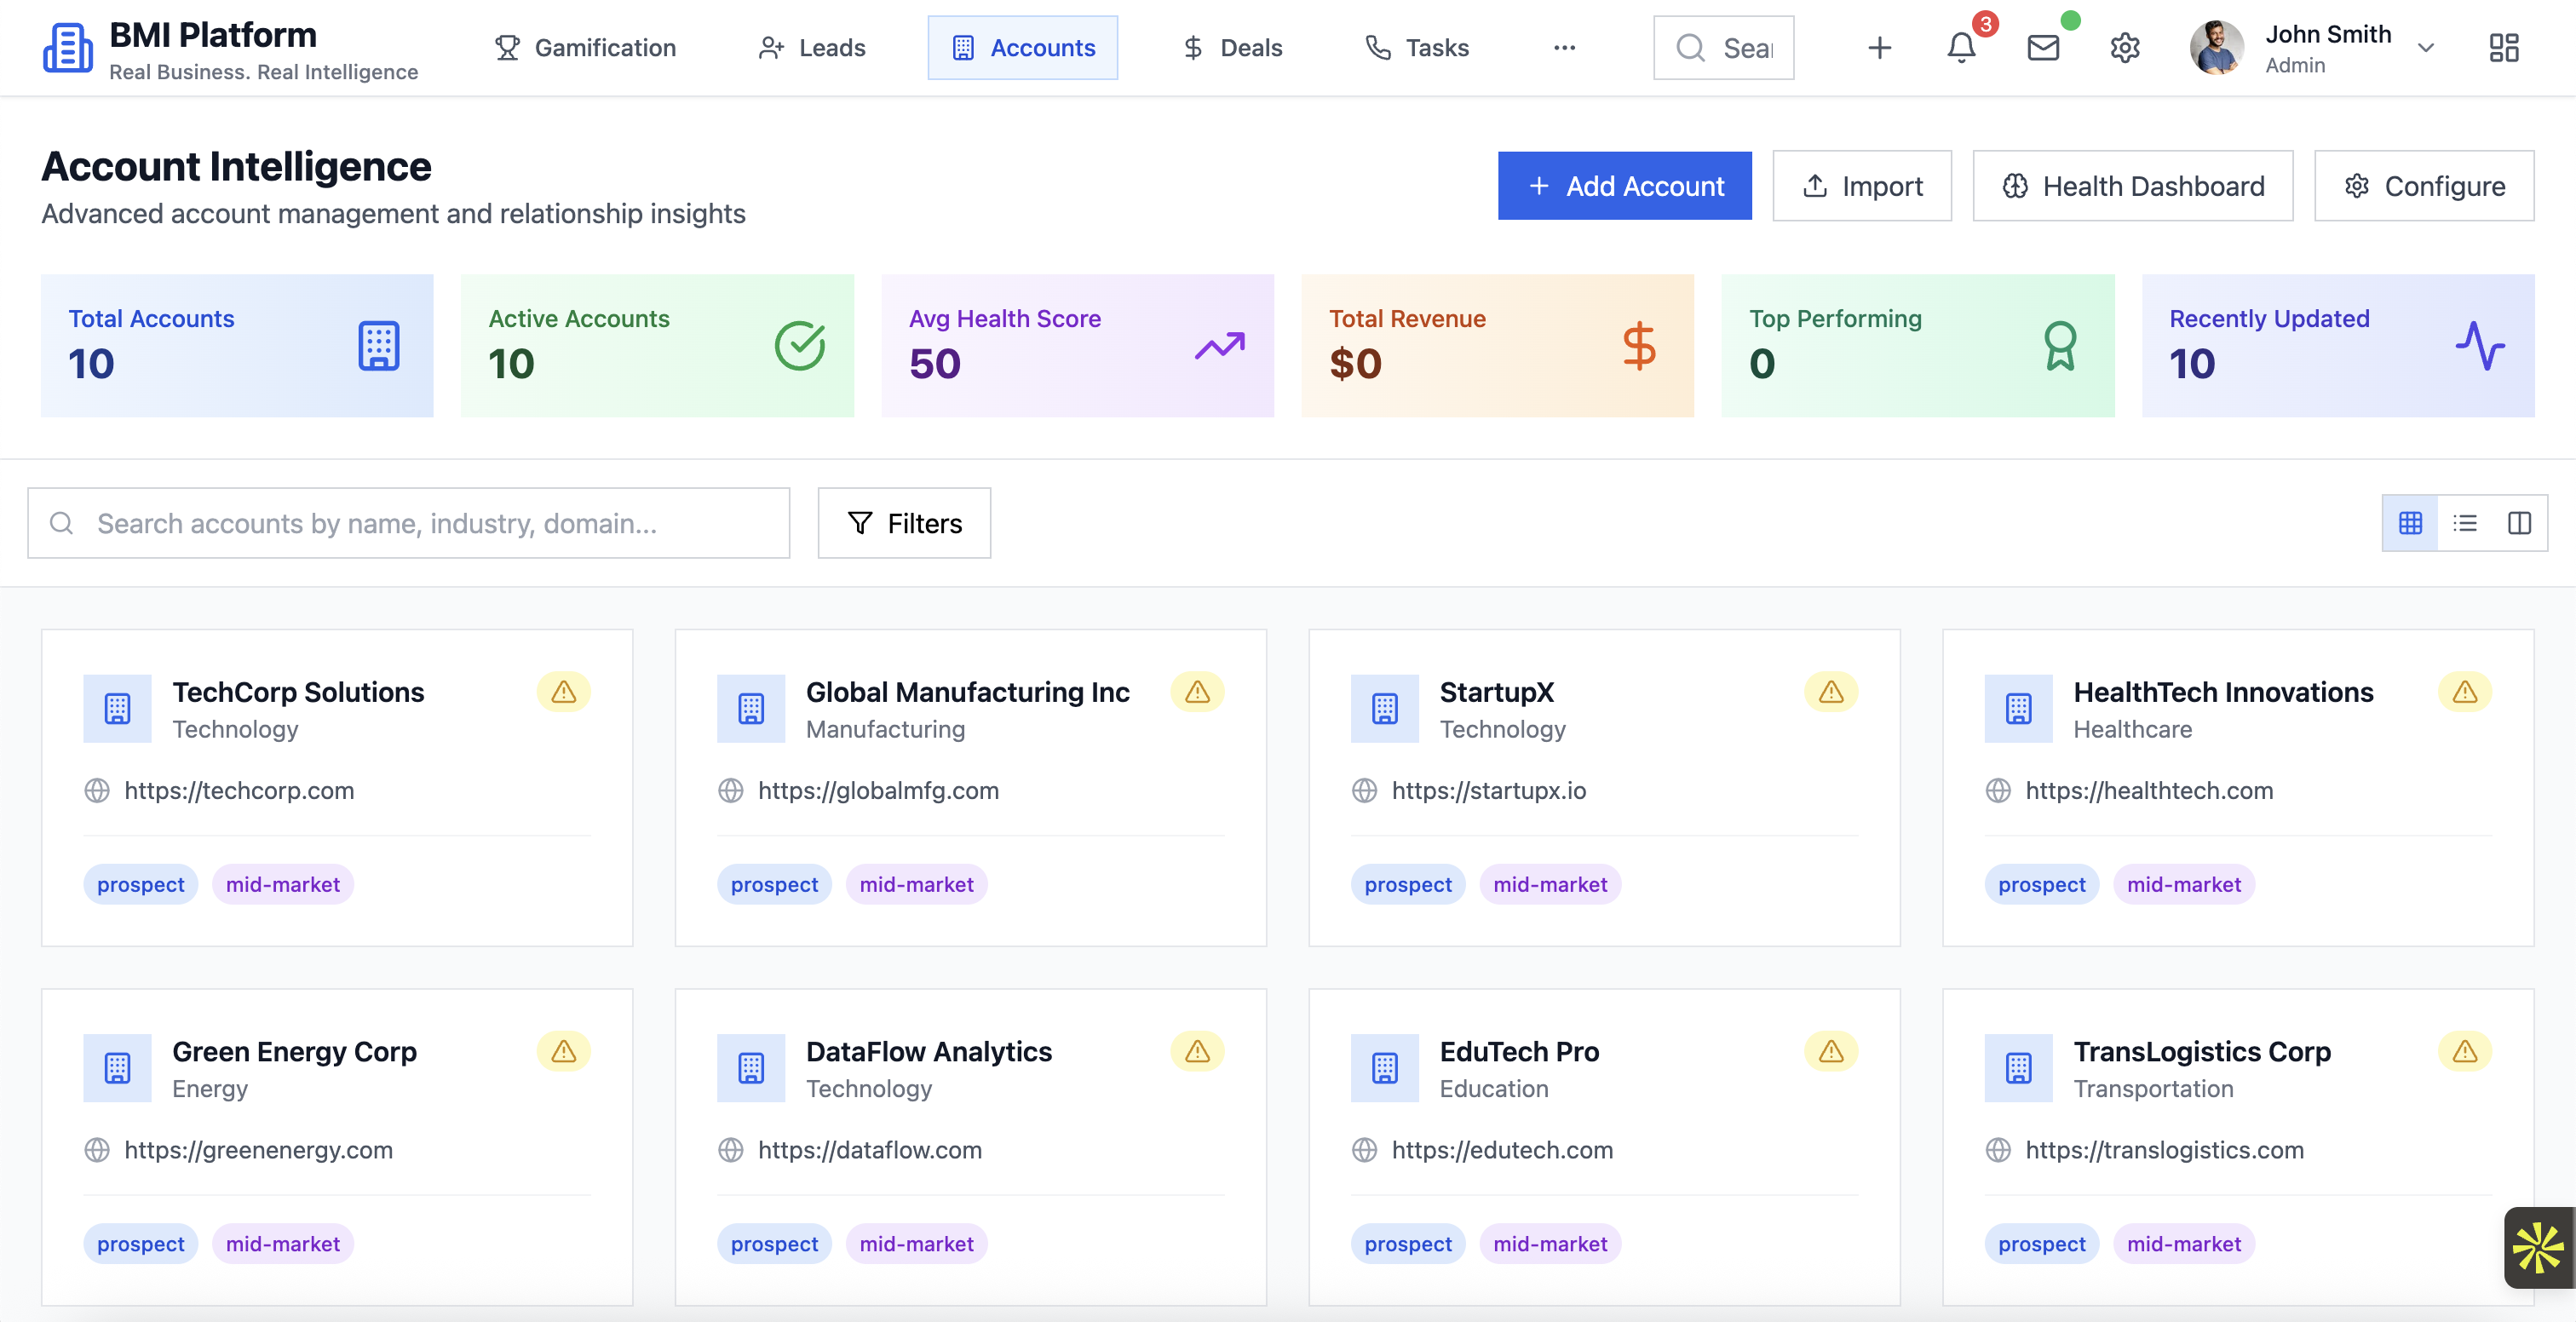 BMI Platform
Real Business. Real Intelligence
Gamification
Leads
Accounts
Deals
Tasks
3
John Smith
Admin
Account Intelligence
Advanced account management and relationship insights
Add Account
Import
Health Dashboard
Configure
Total Accounts
10
Active Accounts
10
Avg Health Score
50
Total Revenue
$0
Top Performing
0
Recently Updated
10
Search accounts by name, industry, domain...
Filters
TechCorp Solutions
Technology
https://techcorp.com
prospect mid-market
Global Manufacturing Inc
Manufacturing
https://globalmfg.com
prospect mid-market
StartupX
Technology
https://startupx.io
prospect mid-market
HealthTech Innovations
Healthcare
https://healthtech.com
prospect mid-market
Green Energy Corp
Energy
https://greenenergy.com
prospect mid-market
DataFlow Analytics
Technology
https://dataflow.com
prospect mid-market
EduTech Pro
Education
https://edutech.com
prospect mid-market
TransLogistics Corp
Transportation
https://translogistics.com
prospect mid-market